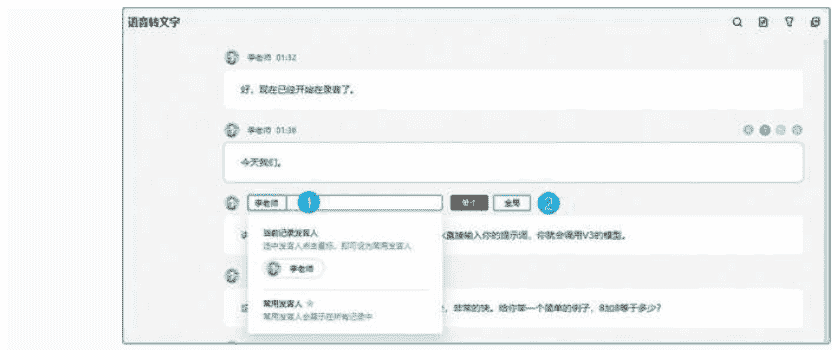 语音转文字
李老师 01:32
好，现在已经开始在录音了。
李老师 01:36
今天我们。
李老师 1 单个 全局 2
直接输入你的提示词，你就会调用V3的模型。
当前记录发言人
选中发言人点击星标，即可设为常用发言人
李老师
，非常的快。给你举一个简单的例子，8加8等于多少？
常用发言人
常用发言人会显示在所有记录中